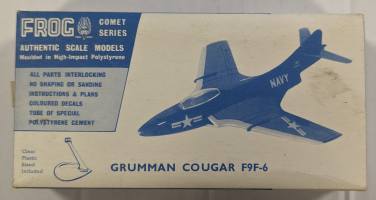 FROG
COMET
SERIES
AUTHENTIC SCALE MODELS
Moulded in High-Impact Polystyrene
ALL PARTS INTERLOCKING
NO SHAPING OR SANDING
INSTRUCTIONS & PLANS
COLOURED DECALS
TUBE OF SPECIAL
POLYSTYRENE CEMENT
Clear
Plastic
Stand
Included
NAVY
GRUMMAN COUGAR F9F-6